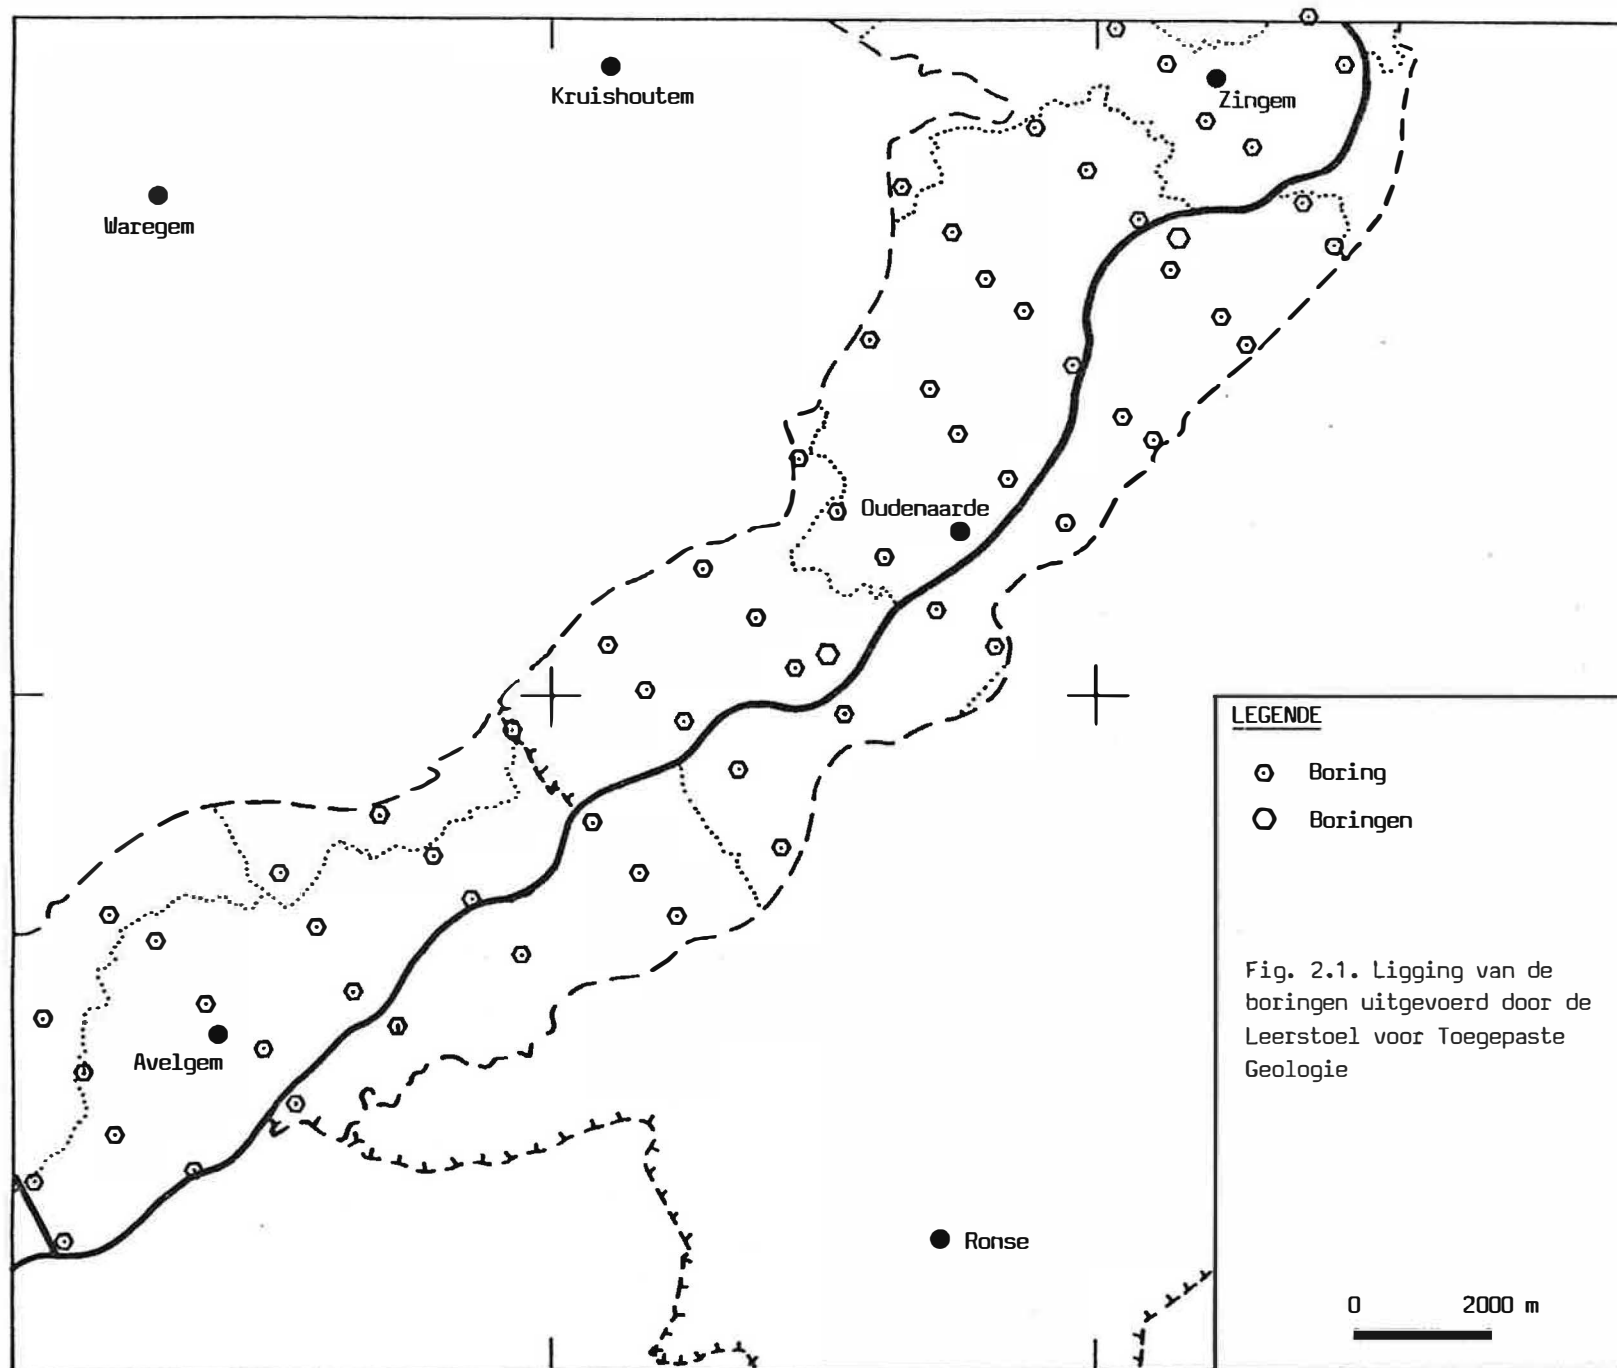 Kruishoutem
Zingem
Waregem
Oudenaarde
Avelgem
Ronse
LEGENDE
Boring
Boringen
Fig. 2.1. Ligging van de
boringen uitgevoerd door de
Leerstoel voor Toegepaste
Geologie
0 2000 m